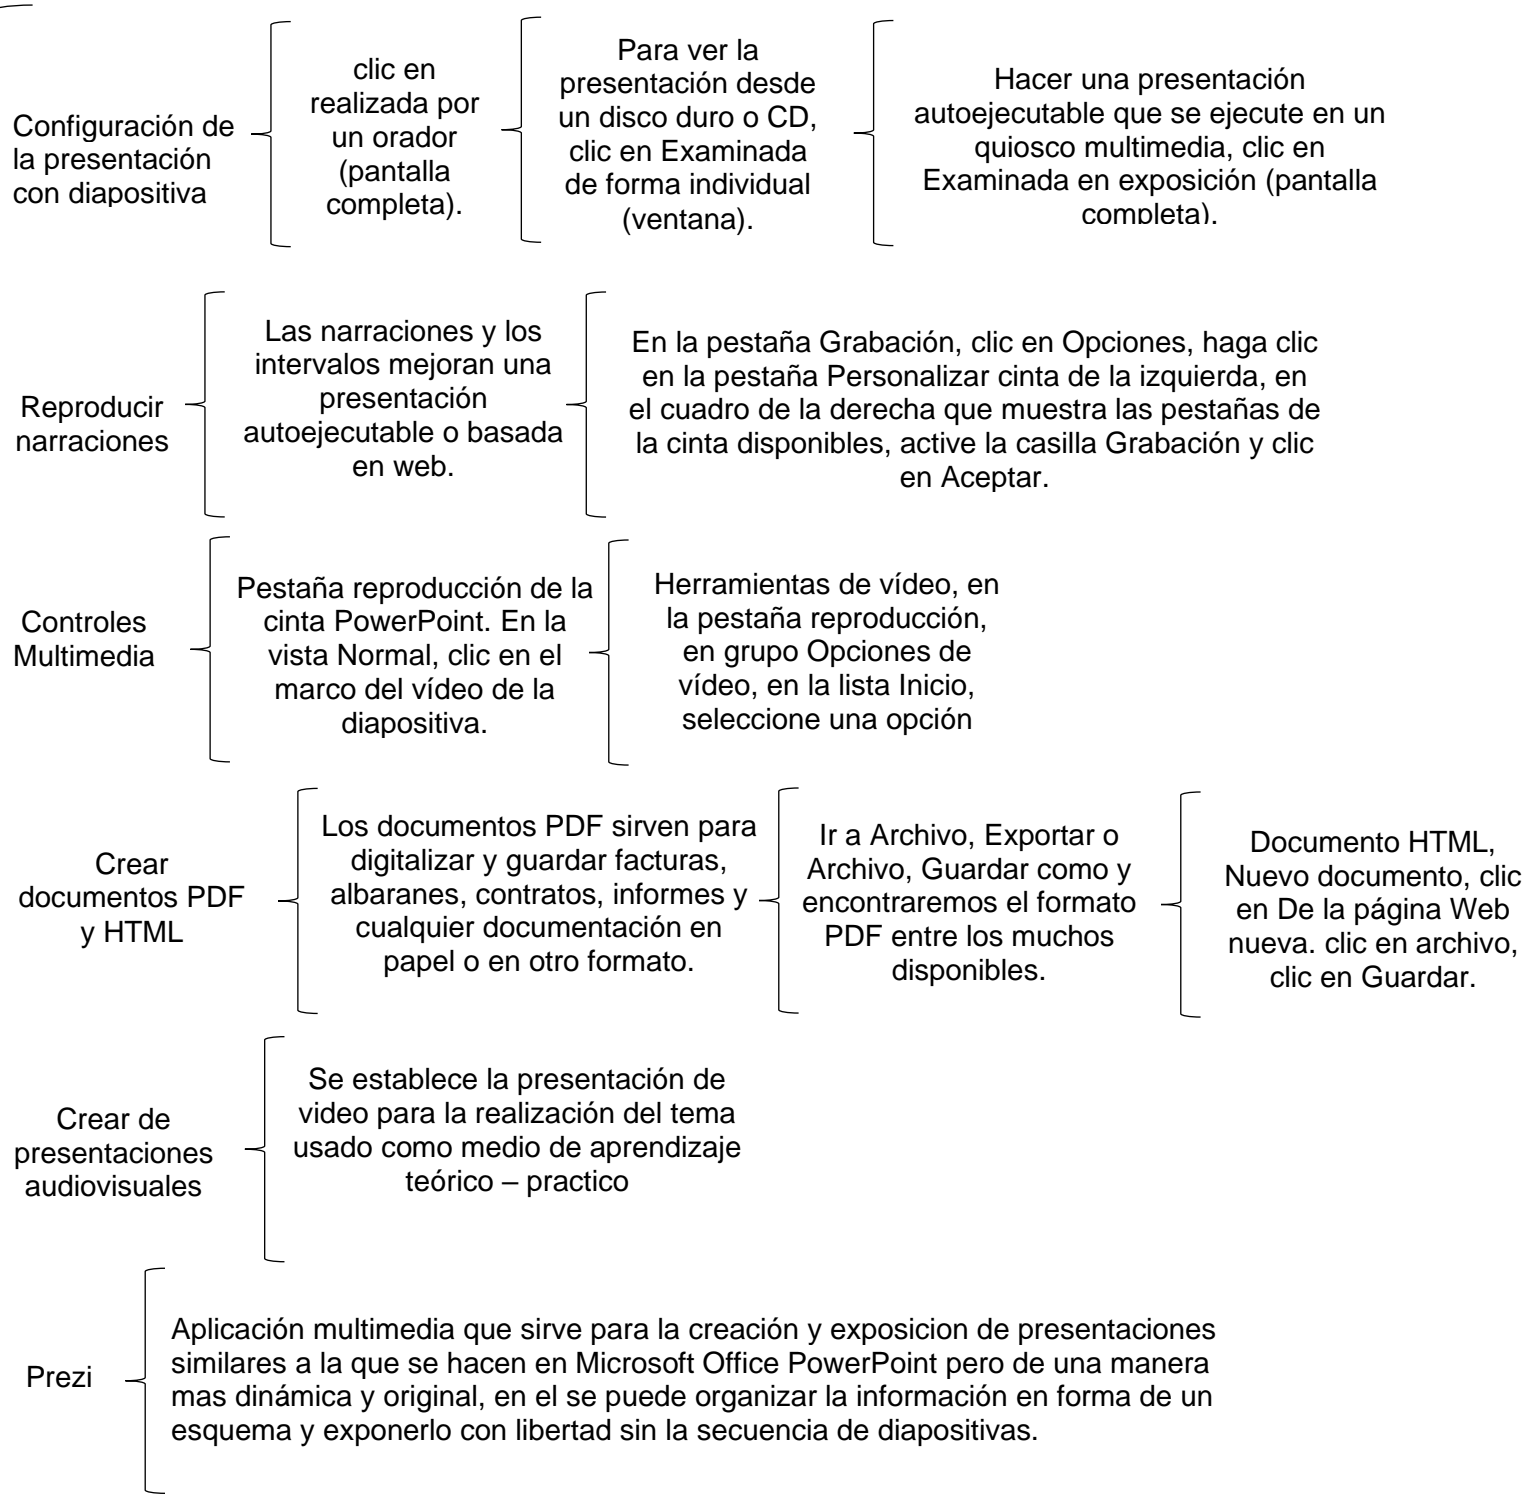 Configuración de
la presentación
con diapositiva
clic en
realizada por
un orador
(pantalla
completa).
Para ver la
presentación desde
un disco duro o CD,
clic en Examinada
de forma individual
(ventana).
Hacer una presentación
autoejecutable que se ejecute en un
quiosco multimedia, clic en
Examinada en exposición (pantalla
completa).
Reproducir
narraciones
Las narraciones y los
intervalos mejoran una
presentación
autoejecutable o basada
en web.
En la pestaña Grabación, clic en Opciones, haga clic
en la pestaña Personalizar cinta de la izquierda, en
el cuadro de la derecha que muestra las pestañas de
la cinta disponibles, active la casilla Grabación y clic
en Aceptar.
Controles
Multimedia
Pestaña reproducción de la
cinta PowerPoint. En la
vista Normal, clic en el
marco del vídeo de la
diapositiva.
Herramientas de vídeo, en
la pestaña reproducción,
en grupo Opciones de
vídeo, en la lista Inicio,
seleccione una opción
Crear
documentos PDF
y HTML
Los documentos PDF sirven para
digitalizar y guardar facturas,
albaranes, contratos, informes y
cualquier documentación en
papel o en otro formato.
Ir a Archivo, Exportar o
Archivo, Guardar como y
encontraremos el formato
PDF entre los muchos
disponibles.
Documento HTML,
Nuevo documento, clic
en De la página Web
nueva. clic en archivo,
clic en Guardar.
Crear de
presentaciones
audiovisuales
Se establece la presentación de
video para la realización del tema
usado como medio de aprendizaje
teórico – practico
Prezi
Aplicación multimedia que sirve para la creación y exposicion de presentaciones
similares a la que se hacen en Microsoft Office PowerPoint pero de una manera
mas dinámica y original, en el se puede organizar la información en forma de un
esquema y exponerlo con libertad sin la secuencia de diapositivas.